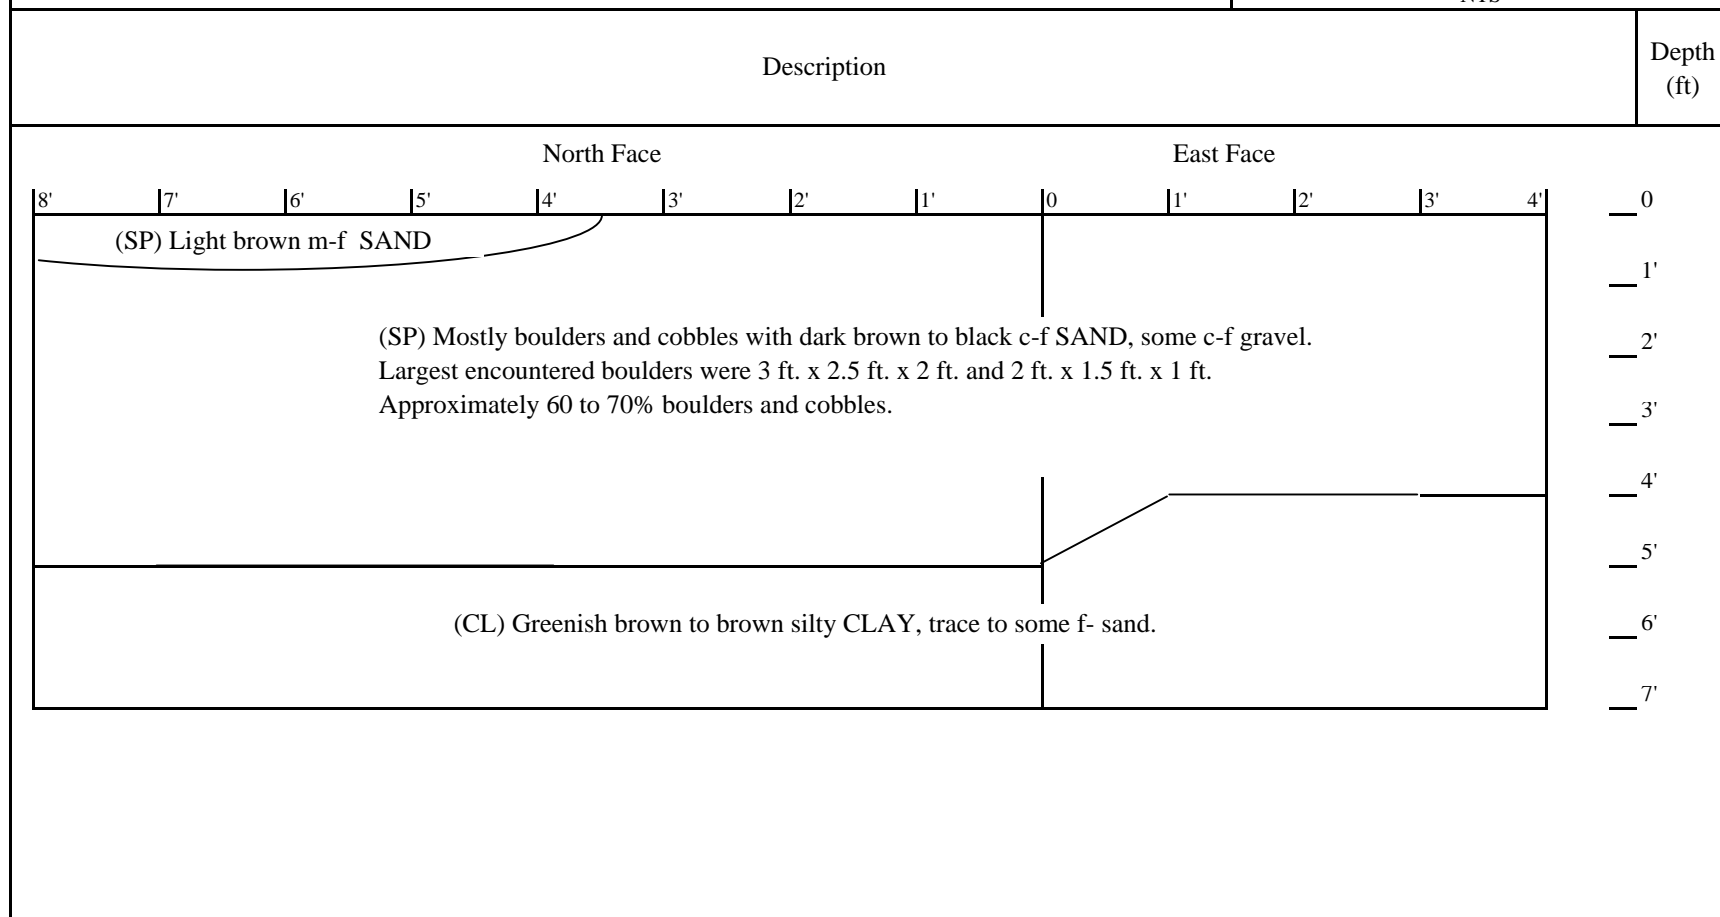 Description
Depth
(ft)
North Face
East Face
8' 7' 6' 5' 4' 3' 2' 1' 0 1' 2' 3' 4'
0
(SP) Light brown m-f SAND
1'
(SP) Mostly boulders and cobbles with dark brown to black c-f SAND, some c-f gravel.
2'
Largest encountered boulders were 3 ft. x 2.5 ft. x 2 ft. and 2 ft. x 1.5 ft. x 1 ft.
Approximately 60 to 70% boulders and cobbles.
3'
4'
5'
(CL) Greenish brown to brown silty CLAY, trace to some f- sand.
6'
7'